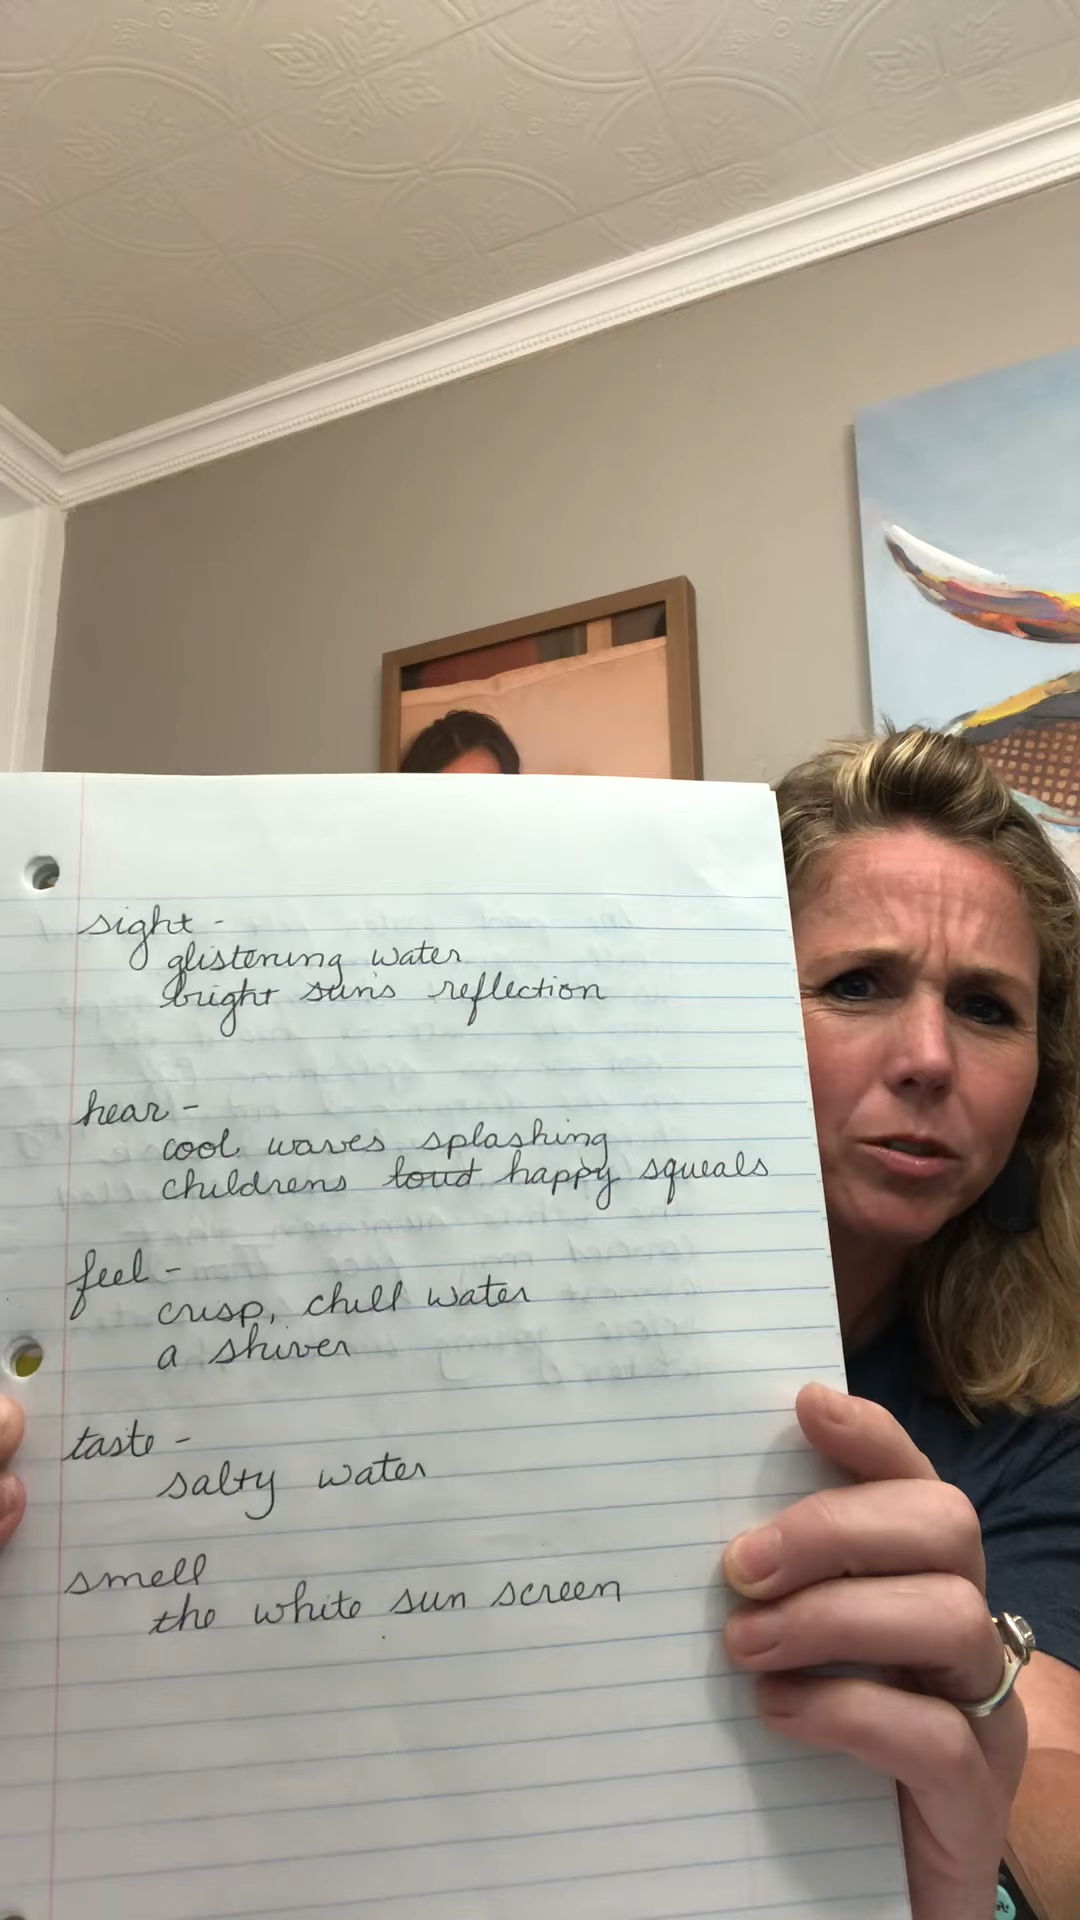 sight -
glistening water
bright sun's reflection
hear -
cool waves splashing
childrens loud happy squeals
feel -
crisp, chill water
a shiver
taste -
salty water
smell
the white sun screen